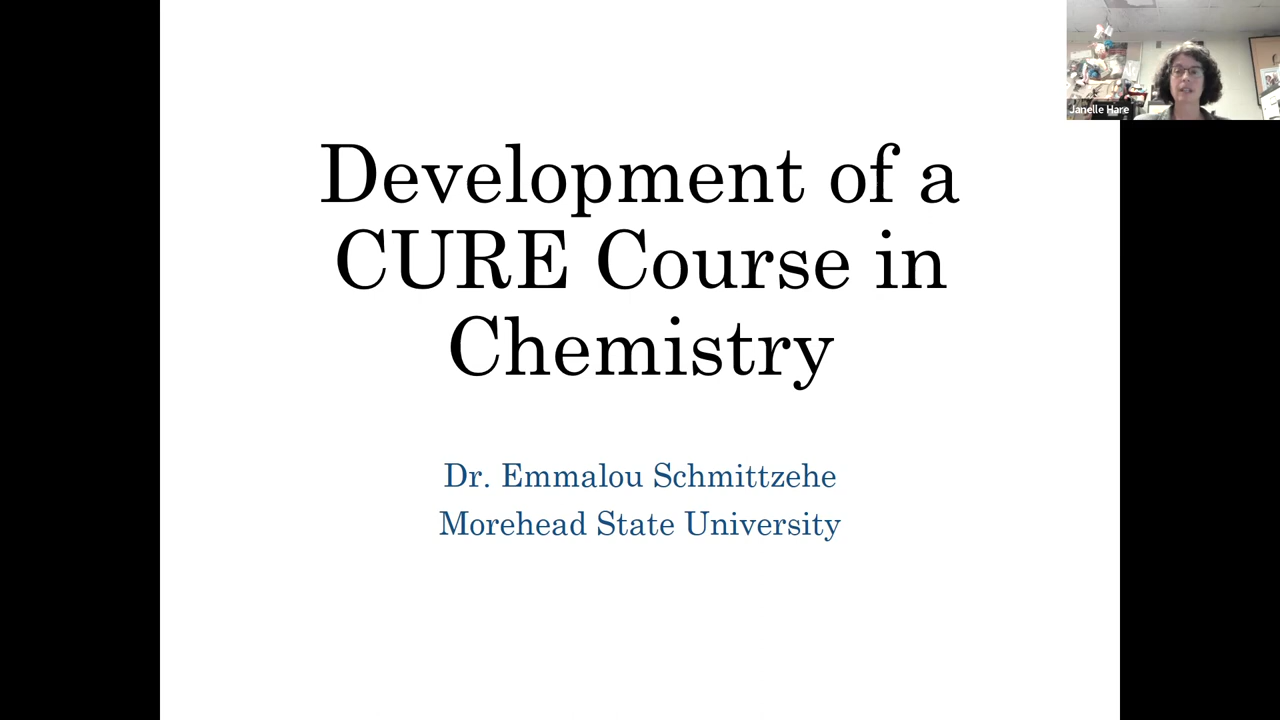 Janelle Hare
Development of a
CURE Course in
Chemistry
Dr. Emmalou Schmittzehe
Morehead State University